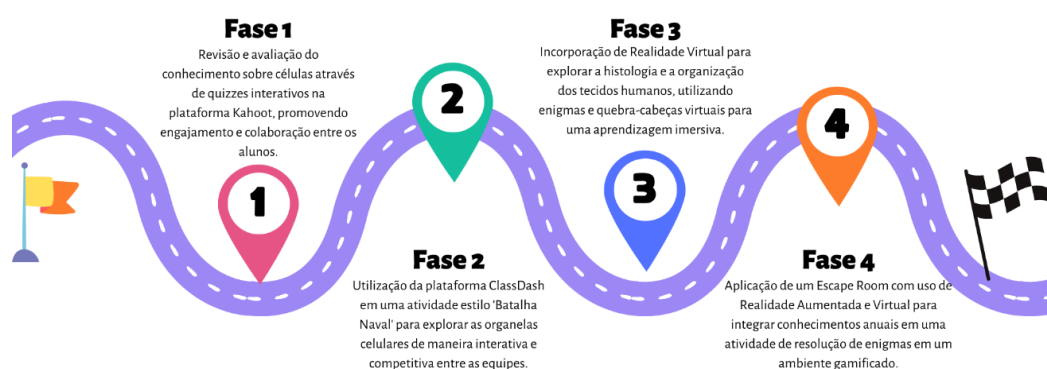 Fase 1
Revisão e avaliação do
conhecimento sobre células através
de quizzes interativos na
plataforma Kahoot, promovendo
engajamento e colaboração entre os
alunos.
1
2
Fase 2
Utilização da plataforma ClassDash
em uma atividade estilo 'Batalha
Naval' para explorar as organelas
celulares de maneira interativa e
competitiva entre as equipes.
Fase 3
Incorporação de Realidade Virtual para
explorar a histologia e a organização
dos tecidos humanos, utilizando
enigmas e quebra-cabeças virtuais para
uma aprendizagem imersiva.
3
4
Fase 4
Aplicação de um Escape Room com uso de
Realidade Aumentada e Virtual para
integrar conhecimentos anuais em uma
atividade de resolução de enigmas em um
ambiente gamificado.